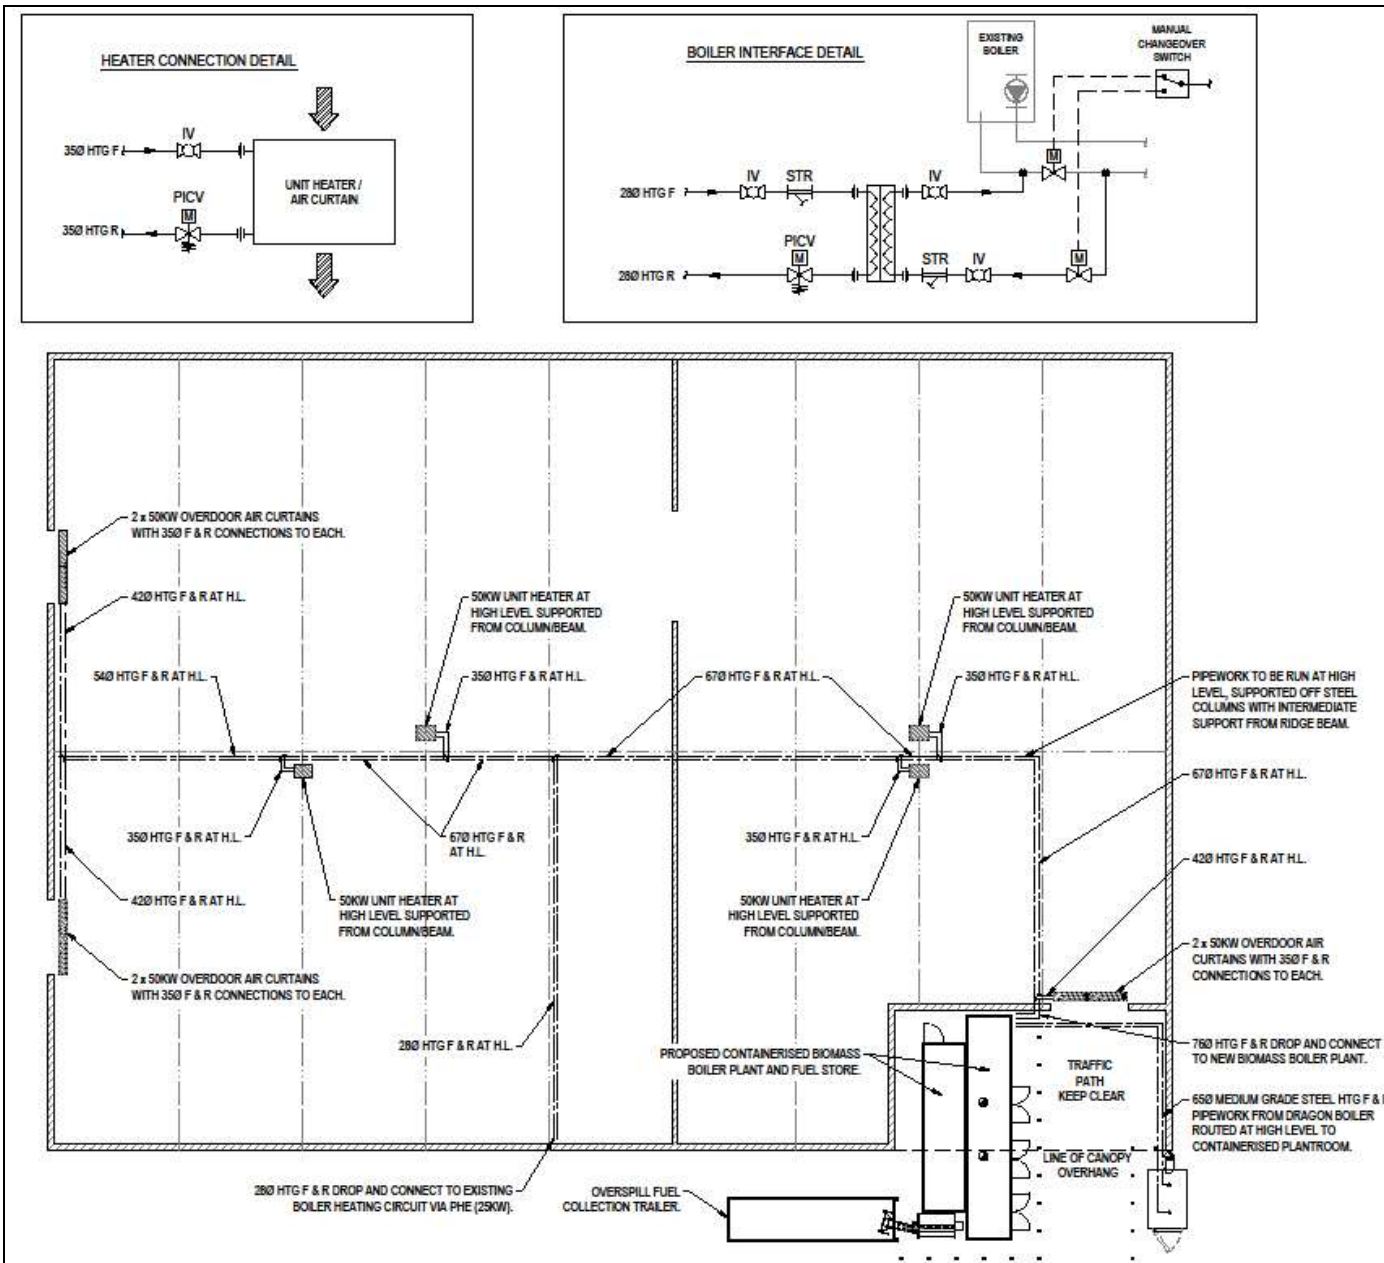 HEATER CONNECTION DETAIL
IV
35Ø HTG F
PICV
M
35Ø HTG R
UNIT HEATER /
AIR CURTAIN
BOILER INTERFACE DETAIL
EXISTING
BOILER
MANUAL
CHANGEOVER
SWITCH
M
IV
STR
IV
28Ø HTG F
PICV
M
STR
IV
M
28Ø HTG R
2 x 50KW OVERDOOR AIR CURTAINS
WITH 35Ø F & R CONNECTIONS TO EACH.
42Ø HTG F & R AT H.L.
50KW UNIT HEATER AT
HIGH LEVEL SUPPORTED
FROM COLUMN/BEAM.
50KW UNIT HEATER AT
HIGH LEVEL SUPPORTED
FROM COLUMN/BEAM.
54Ø HTG F & R AT H.L.
35Ø HTG F & R AT H.L.
67Ø HTG F & R AT H.L.
35Ø HTG F & R AT H.L.
PIPEWORK TO BE RUN AT HIGH
LEVEL, SUPPORTED OFF STEEL
COLUMNS WITH INTERMEDIATE
SUPPORT FROM RIDGE BEAM.
67Ø HTG F & R AT H.L.
35Ø HTG F & R AT H.L.
67Ø HTG F & R
AT H.L.
35Ø HTG F & R AT H.L.
42Ø HTG F & R AT H.L.
42Ø HTG F & R AT H.L.
50KW UNIT HEATER AT
HIGH LEVEL SUPPORTED
FROM COLUMN/BEAM.
50KW UNIT HEATER AT
HIGH LEVEL SUPPORTED
FROM COLUMN/BEAM.
2 x 50KW OVERDOOR AIR
CURTAINS WITH 35Ø F & R
CONNECTIONS TO EACH.
2 x 50KW OVERDOOR AIR CURTAINS
WITH 35Ø F & R CONNECTIONS TO EACH.
28Ø HTG F & R AT H.L.
PROPOSED CONTAINERISED BIOMASS
BOILER PLANT AND FUEL STORE.
TRAFFIC
PATH
KEEP CLEAR
76Ø HTG F & R DROP AND CONNECT
TO NEW BIOMASS BOILER PLANT.
65Ø MEDIUM GRADE STEEL HTG F &
PIPEWORK FROM DRAGON BOILER
ROUTED AT HIGH LEVEL TO
CONTAINERISED PLANTROOM.
LINE OF CANOPY
OVERHANG
28Ø HTG F & R DROP AND CONNECT TO EXISTING
BOILER HEATING CIRCUIT VIA PHE (25KW).
OVERSPILL FUEL
COLLECTION TRAILER.